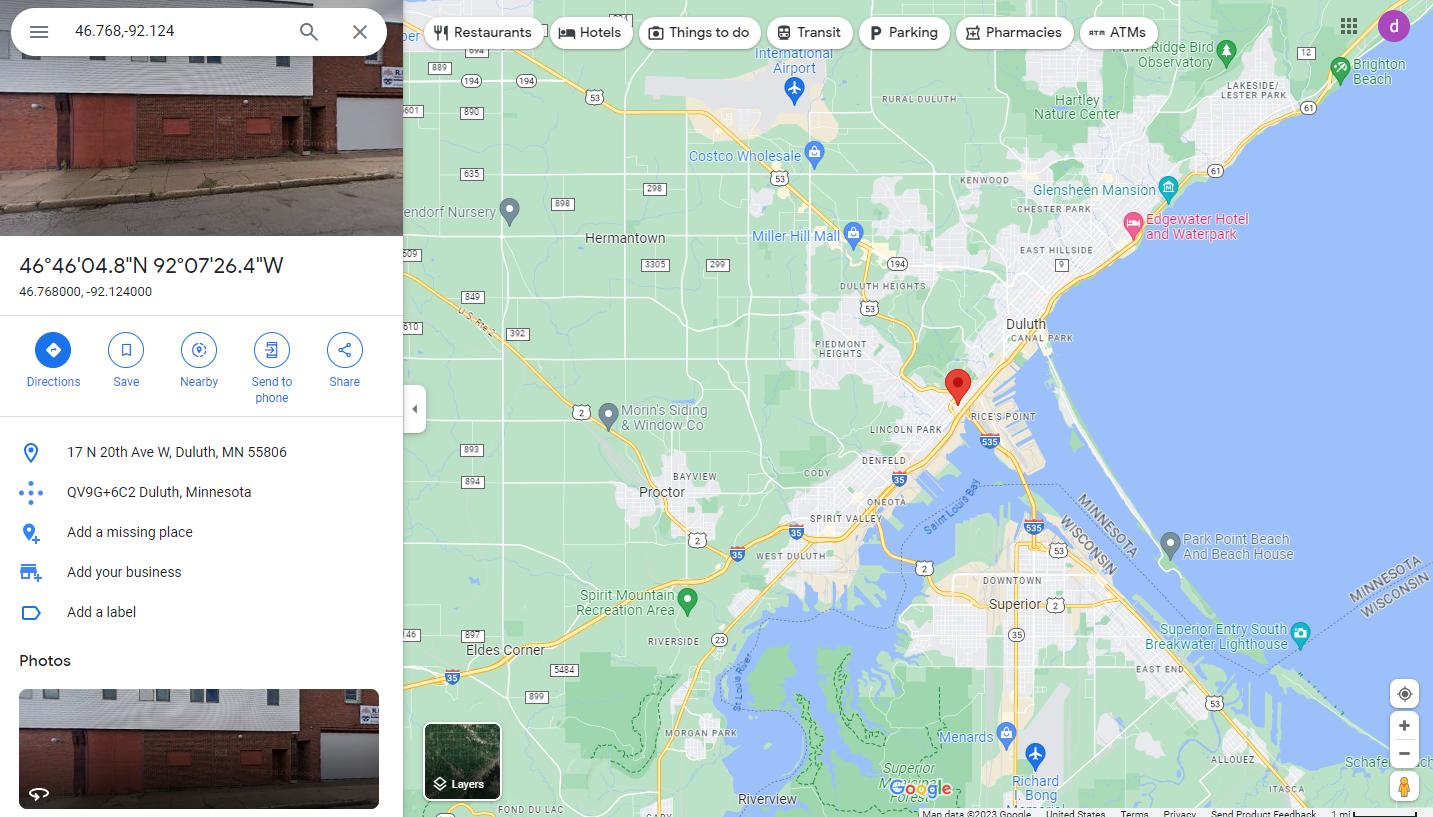 46.768,-92.124
46°46'04.8"N 92°07'26.4"W
46.768000, -92.124000
Directions
Save
Nearby
Send to
phone
Share
17 N 20th Ave W, Duluth, MN 55806
QV9G+6C2 Duluth, Minnesota
Add a missing place
Add your business
Add a label
Photos
Restaurants
Hotels
Things to do
Transit
Parking
Pharmacies
ATM
ATMs
d
694
889
194
194
53
601
890
International
Airport
RURAL DULUTH
Hawk Ridge Bird
Observatory
12
Brighton
Beach
LAKESIDE/
LESTER PARK
61
Hartley
Nature Center
Costco Wholesale
53
635
298
898
endorf Nursery
KENWOOD
61
Glensheen Mansion
CHESTER PARK
Edgewater Hotel
and Waterpark
Hermantown
Miller Hill Mall
EAST HILLSIDE
609
3305
299
194
9
DULUTH HEIGHTS
849
53
U.S. Rte 2
610
392
Duluth
CANAL PARK
PIEDMONT
HEIGHTS
2
Morin's Siding
& Window Co
RICE'S POINT
LINCOLN PARK
535
893
DENFELD
CODY
35
894
BAYVIEW
Proctor
ONEOTA
Saint Louis Bay
SPIRIT VALLEY
35
535
MINNESOTA
WISCONSIN
2
35
WEST DULUTH
53
Park Point Beach
And Beach House
2
MINNESOTA
WISCONSIN
DOWNTOWN
Superior
2
Spirit Mountain
Recreation Area
146
897
RIVERSIDE
23
35
Superior Entry South
Breakwater Lighthouse
Eldes Corner
5484
35
EAST END
899
St Louis River
53
MORGAN PARK
Menards
Superior
Municipal
Forest
Richard
I. Bong
ALLOUEZ
ITASCA
Layers
Google
Riverview
FOND DU LAC
GARY
Map data ©2023 Google
United States
Terms
Privacy
Send Product Feedback
1 mi